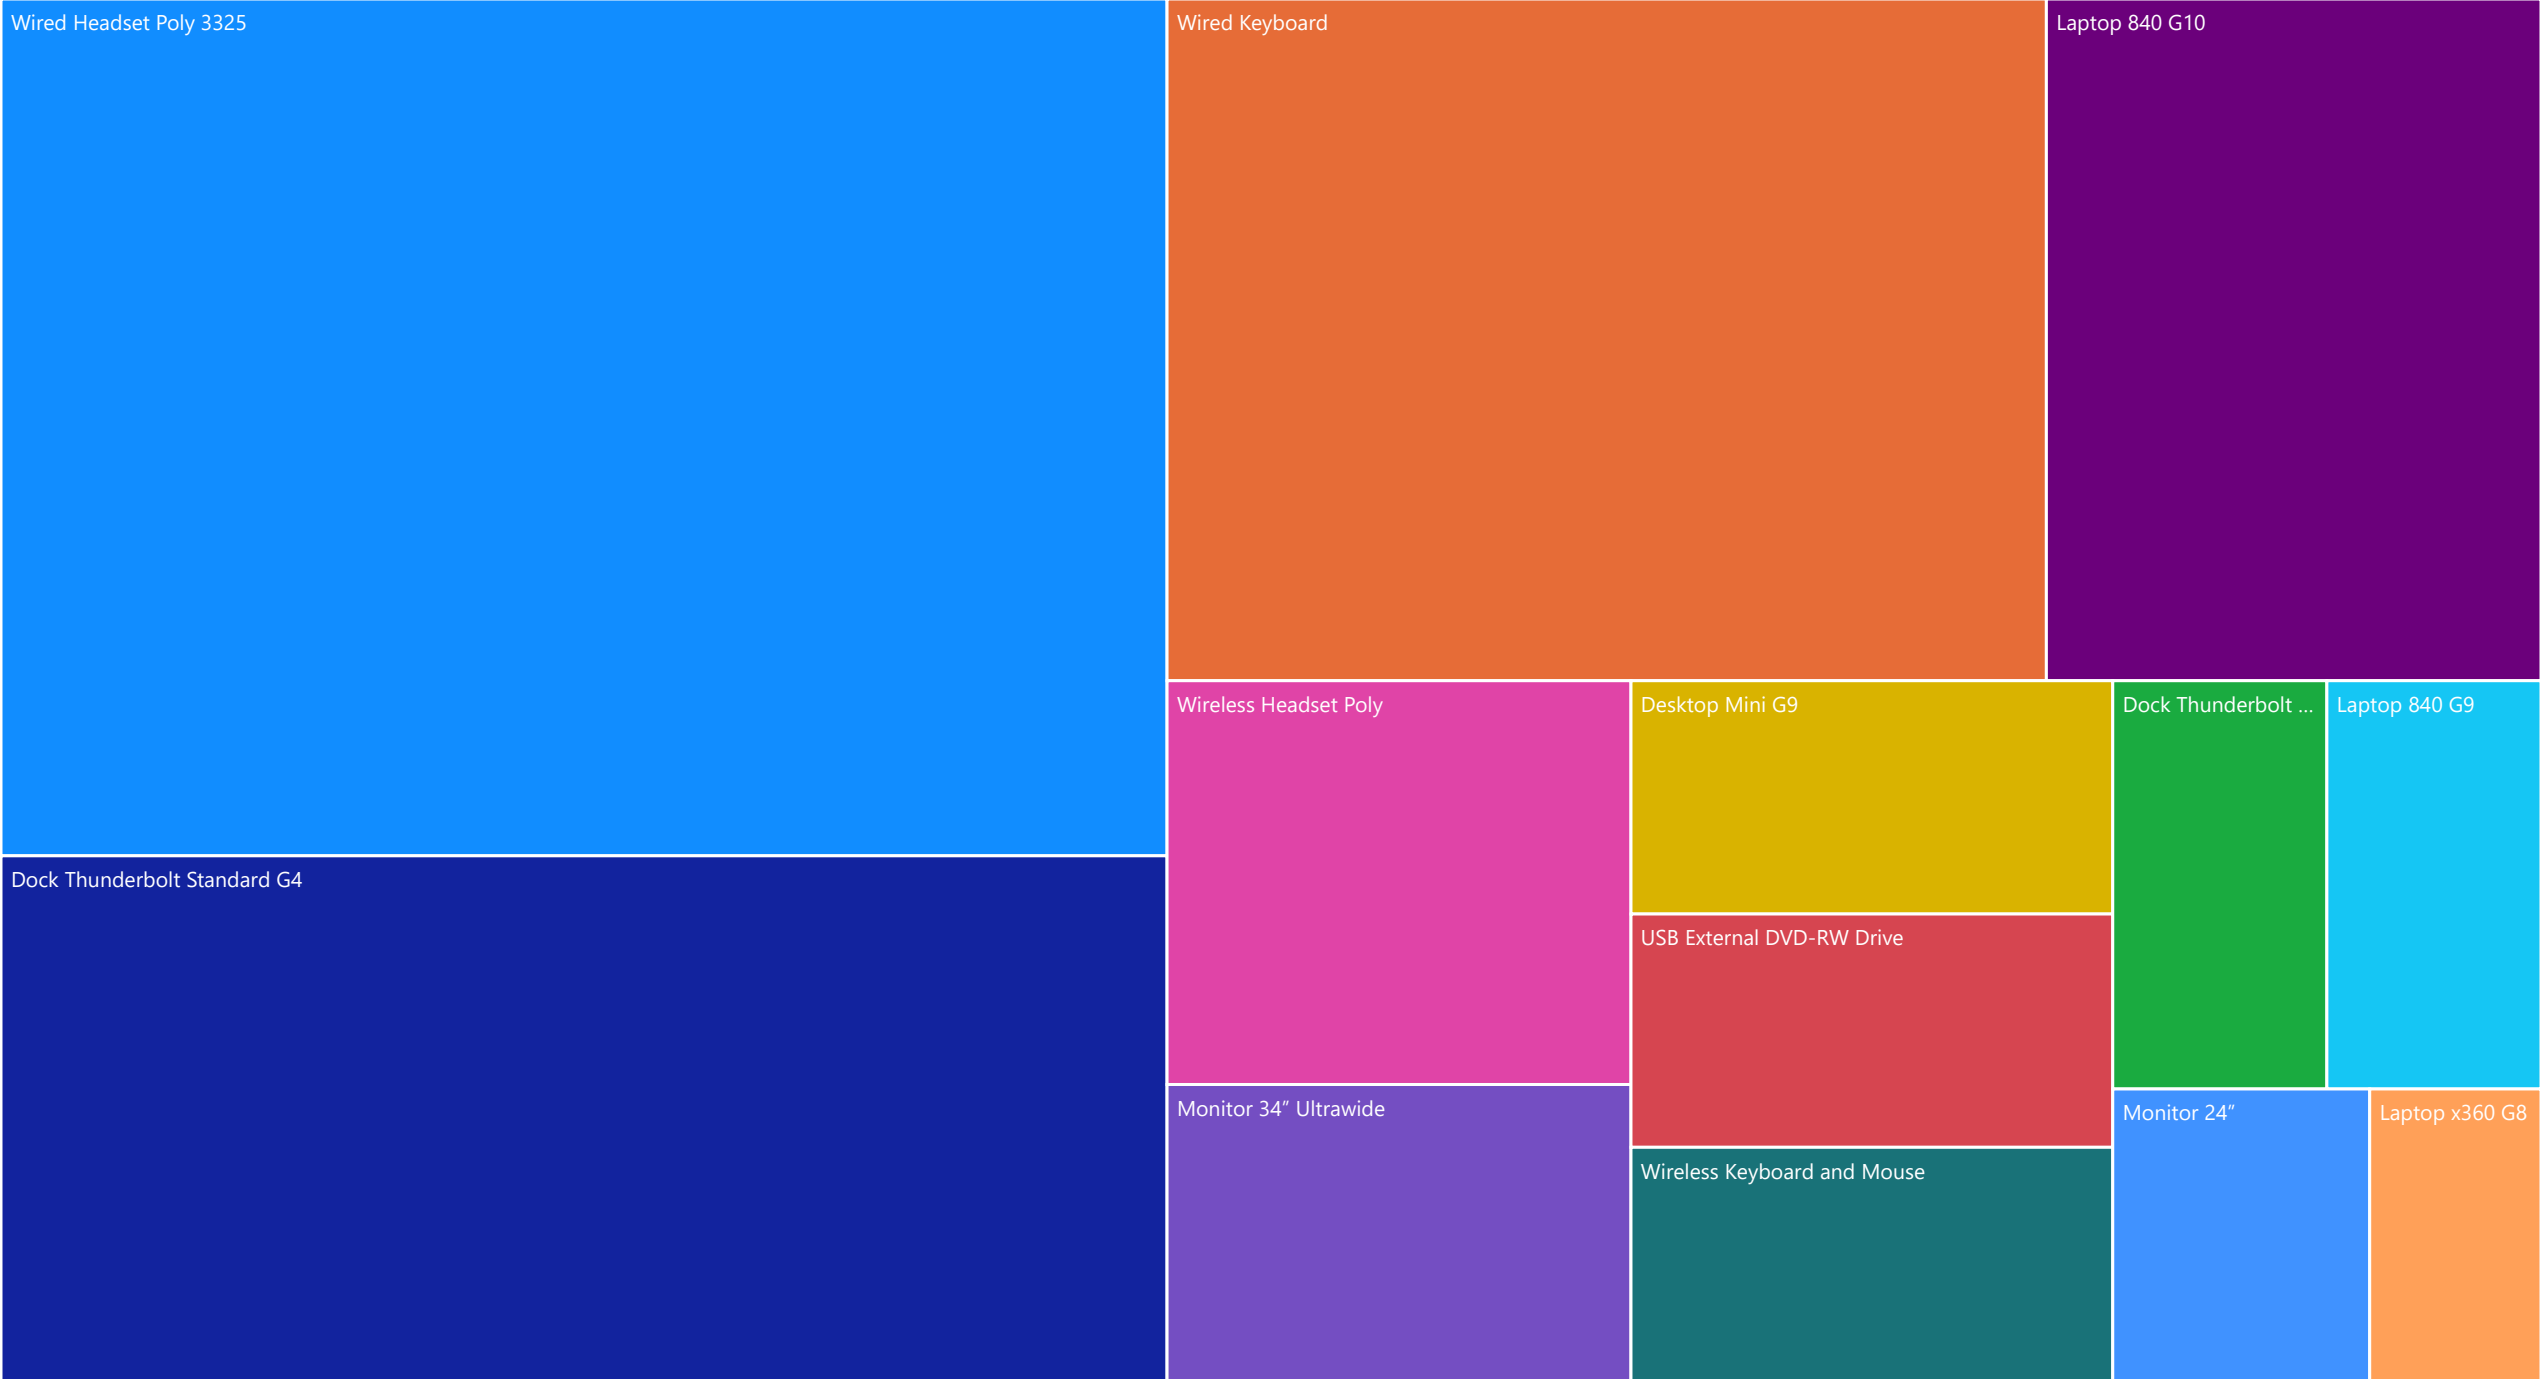 Wired Headset Poly 3325
Dock Thunderbolt Standard G4
Wired Keyboard
Laptop 840 G10
Wireless Headset Poly
Monitor 34” Ultrawide
Desktop Mini G9
USB External DVD-RW Drive
Wireless Keyboard and Mouse
Dock Thunderbolt ...
Laptop 840 G9
Monitor 24”
Laptop x360 G8